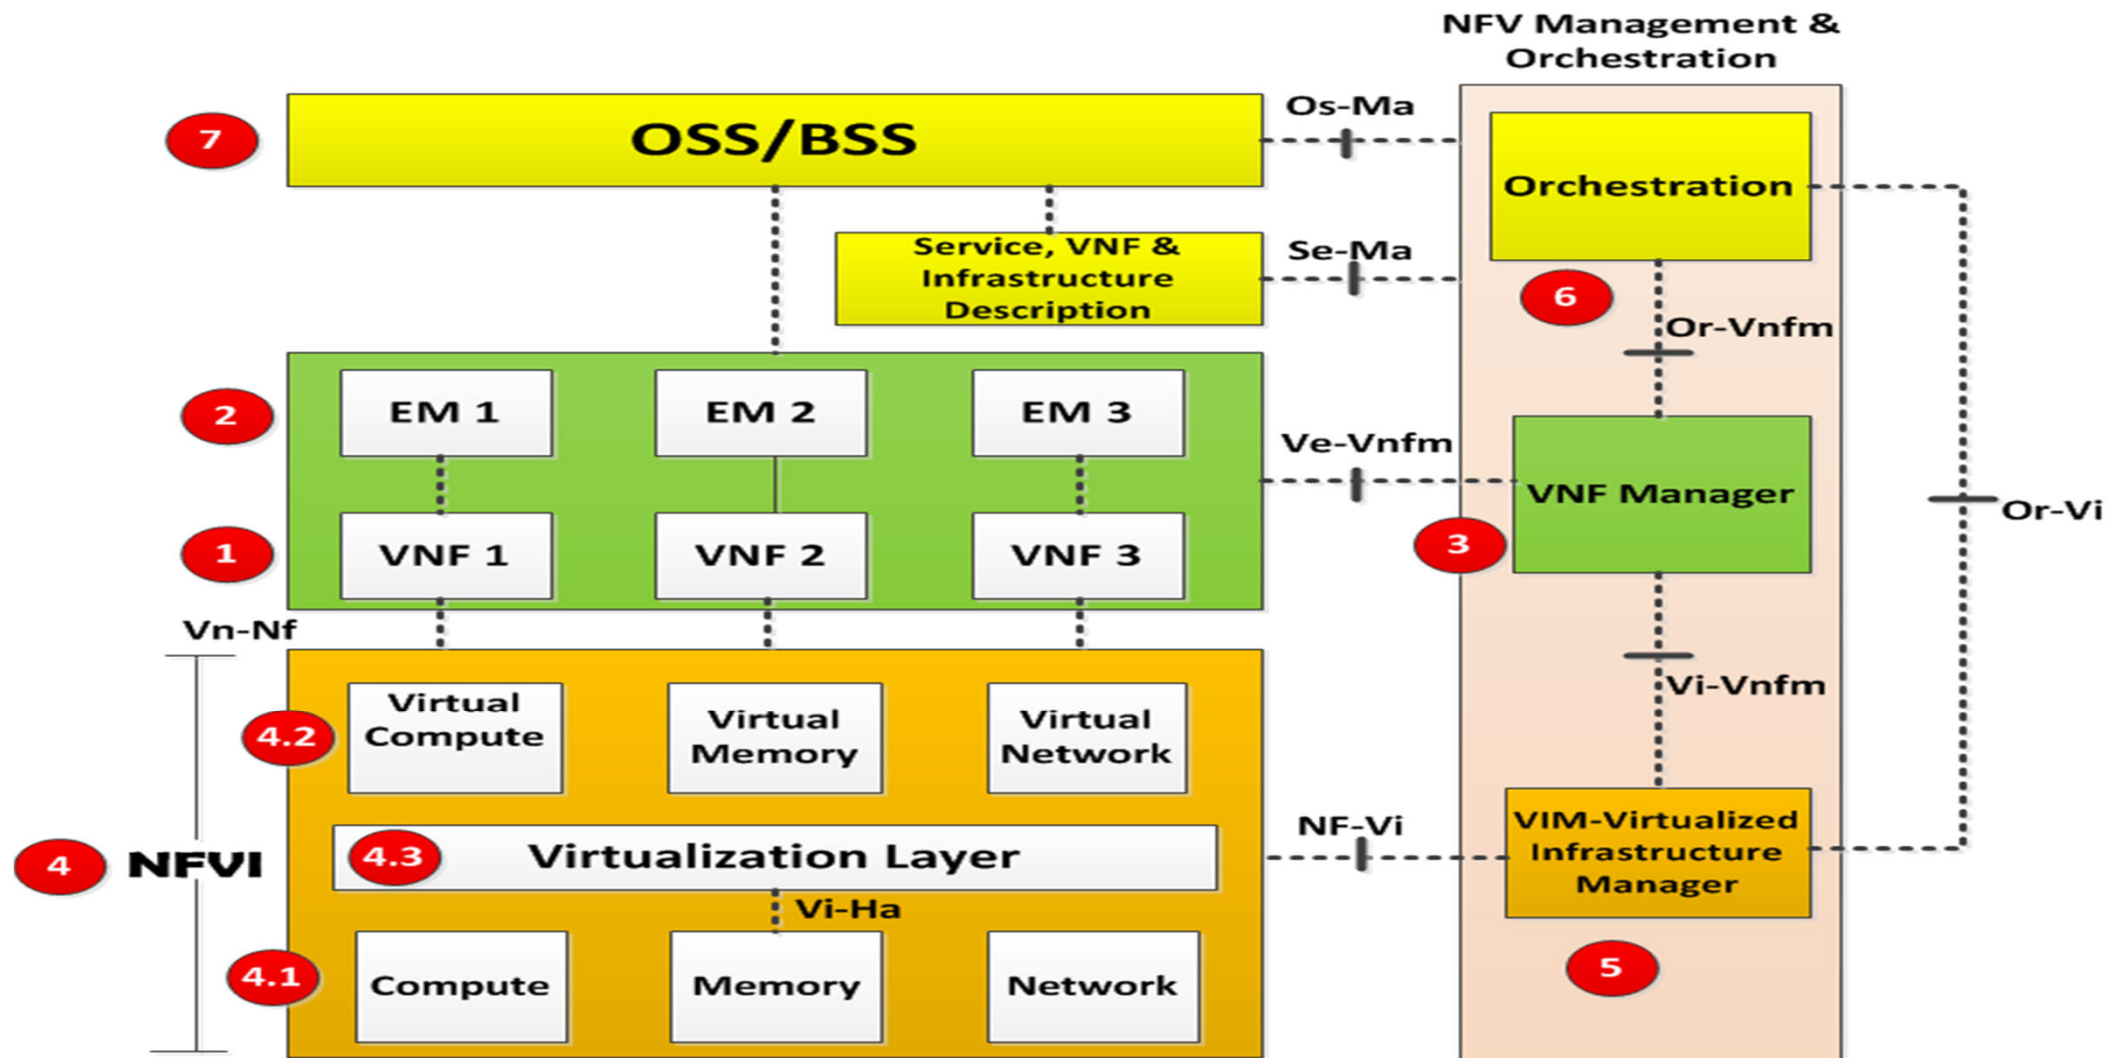 NFV Management &
Orchestration
7
OSS/BSS
Os-Ma
Orchestration
Service, VNF &
Infrastructure
Description
Se-Ma
6
Or-Vnfm
2
EM 1
EM 2
EM 3
Ve-Vnfm
VNF Manager
Or-Vi
1
VNF 1
VNF 2
VNF 3
3
Vn-Nf
4.2
Virtual
Compute
Virtual
Memory
Virtual
Network
Vi-Vnfm
4
NFVI
4.3
Virtualization Layer
NF-Vi
VIM-Virtualized
Infrastructure
Manager
Vi-Ha
4.1
Compute
Memory
Network
5